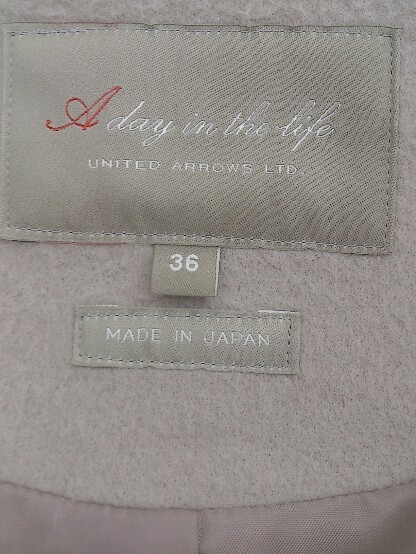 A day in the life
UNITED ARROWS LTD.
36
MADE IN JAPAN